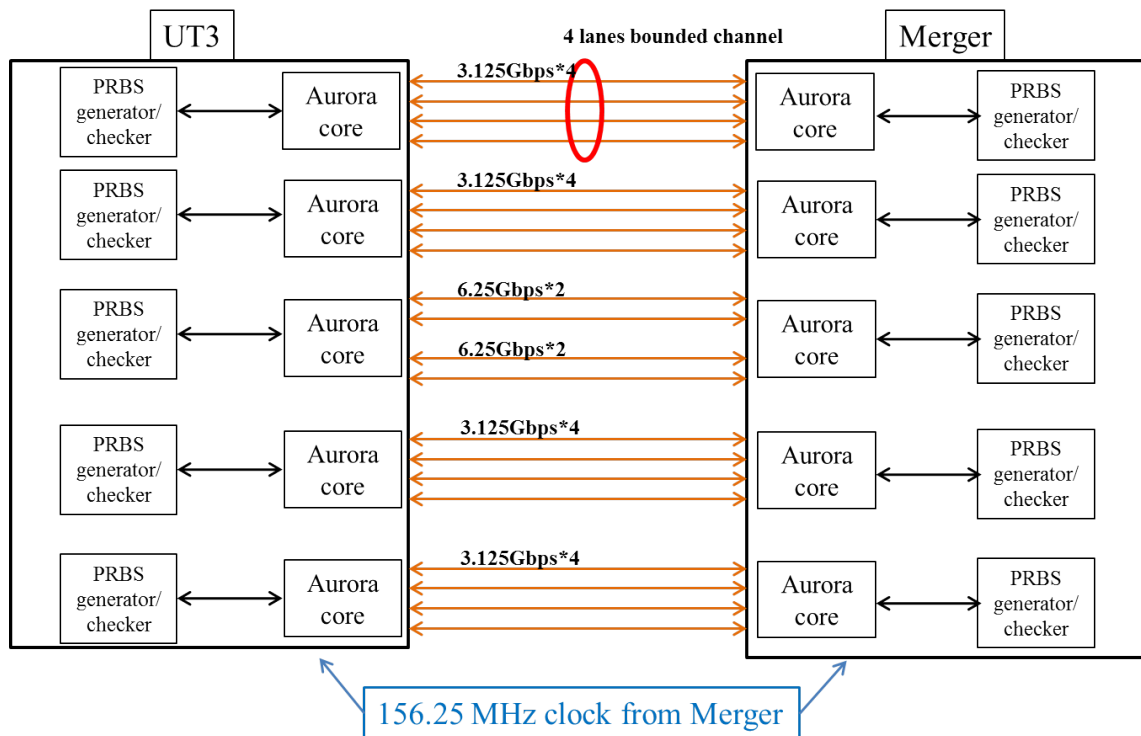 UT3
4 lanes bounded channel
Merger
PRBS
generator/
checker
Aurora
core
3.125Gbps*4
Aurora
core
PRBS
generator/
checker
PRBS
generator/
checker
Aurora
core
3.125Gbps*4
Aurora
core
PRBS
generator/
checker
PRBS
generator/
checker
Aurora
core
6.25Gbps*2
6.25Gbps*2
Aurora
core
PRBS
generator/
checker
PRBS
generator/
checker
Aurora
core
3.125Gbps*4
Aurora
core
PRBS
generator/
checker
PRBS
generator/
checker
Aurora
core
3.125Gbps*4
Aurora
core
PRBS
generator/
checker
156.25 MHz clock from Merger